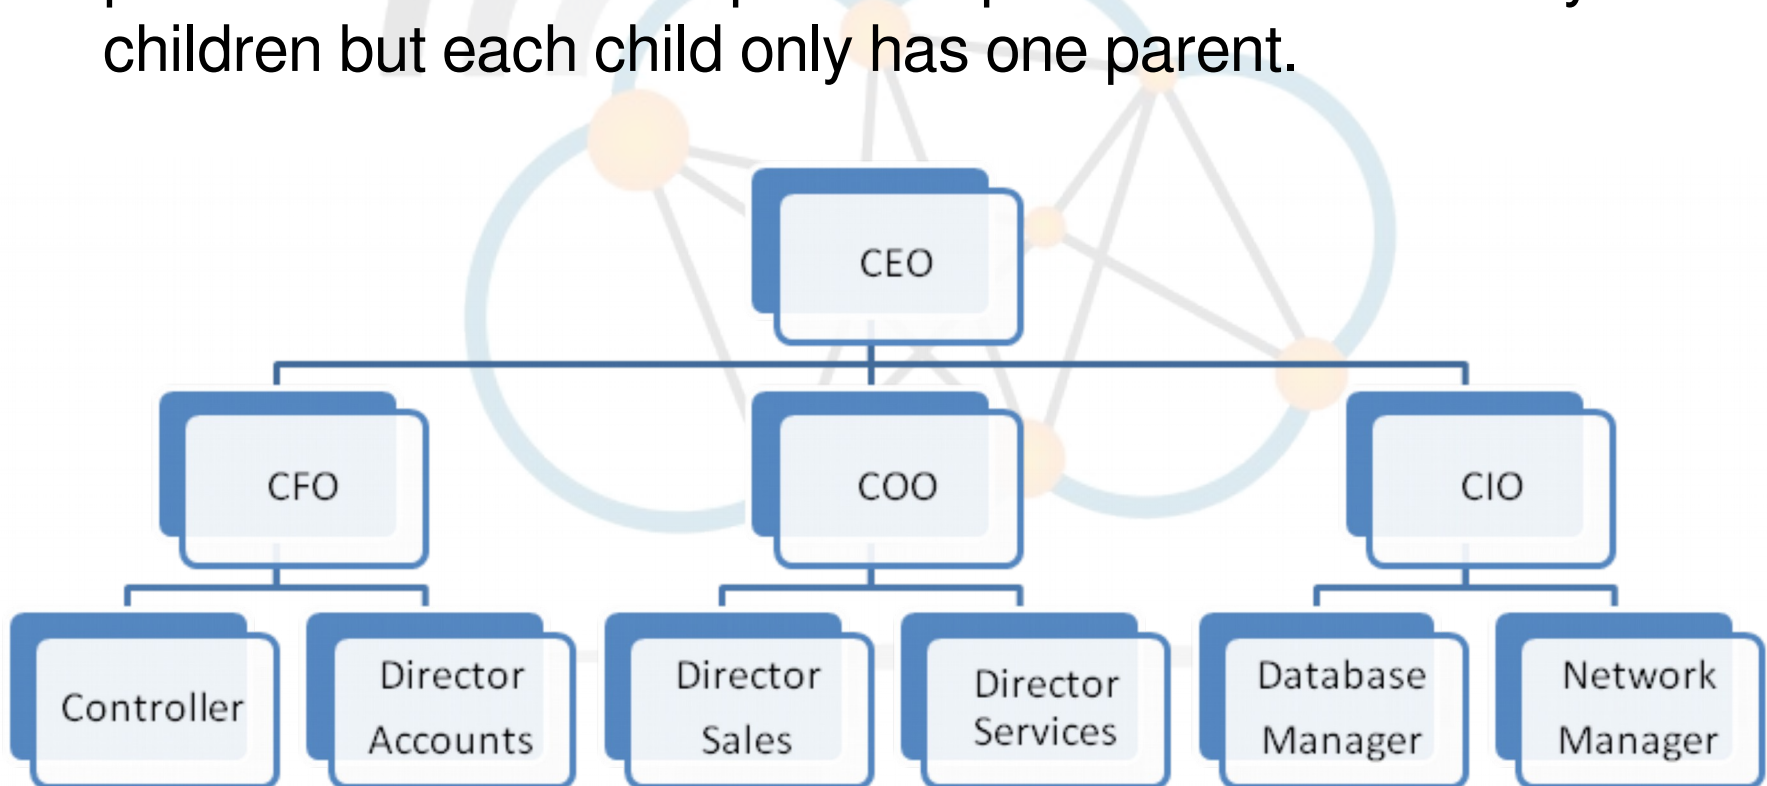 children but each child only has one parent.
CEO
CFO
COO
CIO
Controller
Director
Accounts
Director
Sales
Director
Services
Database
Manager
Network
Manager